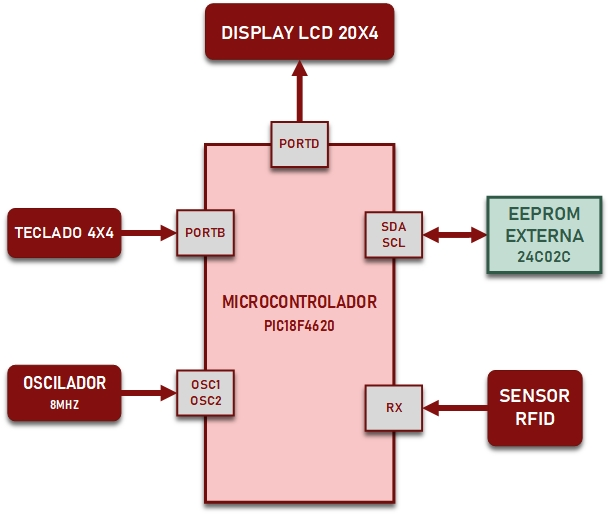 DISPLAY LCD 20X4
PORTD
TECLADO 4X4
PORTB
SDA
SCL
EEPROM
EXTERNA
24C02C
MICROCONTROLADOR
PIC18F4620
OSCILADOR
8MHZ
OSC1
OSC2
RX
SENSOR
RFID